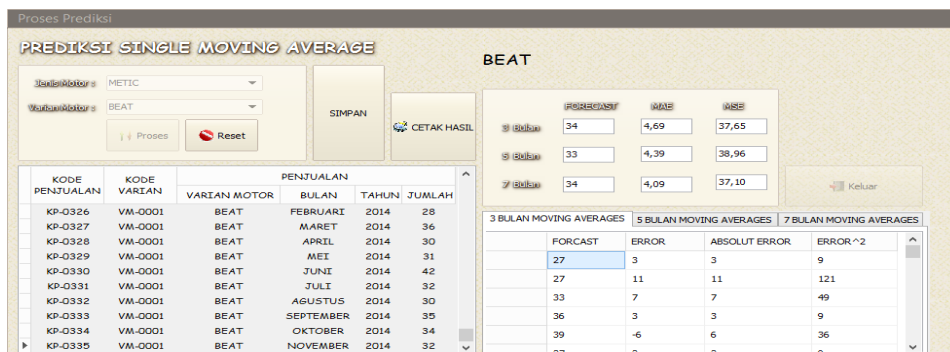 Proses Prediksi
PREDIKSI SINGLE MOVING AVERAGE
Jenis Motor : METIC
Varian Motor : BEAT
Proses Reset
SIMPAN
CETAK HASIL
BEAT
FORECAST MAE MSE
3 Bulan 34 4,69 37,65
5 Bulan 33 4,39 38,96
7 Bulan 34 4,09 37,10
Keluar
KODE PENJUALAN KODE VARIAN PENJUALAN
VARIAN MOTOR BULAN TAHUN JUMLAH
KP-0326 VM-0001 BEAT FEBRUARI 2014 28
KP-0327 VM-0001 BEAT MARET 2014 36
KP-0328 VM-0001 BEAT APRIL 2014 30
KP-0329 VM-0001 BEAT MEI 2014 31
KP-0330 VM-0001 BEAT JUNI 2014 42
KP-0331 VM-0001 BEAT JULI 2014 32
KP-0332 VM-0001 BEAT AGUSTUS 2014 30
KP-0333 VM-0001 BEAT SEPTEMBER 2014 35
KP-0334 VM-0001 BEAT OKTOBER 2014 34
KP-0335 VM-0001 BEAT NOVEMBER 2014 32
3 BULAN MOVING AVERAGES 5 BULAN MOVING AVERAGES 7 BULAN MOVING AVERAGES
FORCAST ERROR ABSOLUT ERROR ERROR^2
27 3 3 9
27 11 11 121
33 7 7 49
36 3 3 9
39 -6 6 36